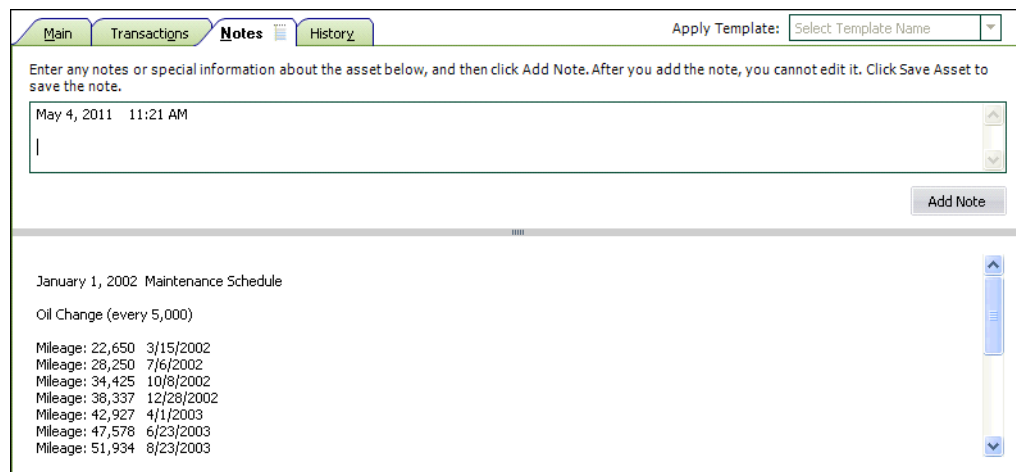 Main Transactions Notes History Apply Template: Select Template Name
Enter any notes or special information about the asset below, and then click Add Note. After you add the note, you cannot edit it. Click Save Asset to
save the note.
May 4, 2011 11:21 AM
Add Note
January 1, 2002 Maintenance Schedule
Oil Change (every 5,000)
Mileage: 22,650 3/15/2002
Mileage: 28,250 7/6/2002
Mileage: 34,425 10/8/2002
Mileage: 38,337 12/28/2002
Mileage: 42,927 4/1/2003
Mileage: 47,578 6/23/2003
Mileage: 51,934 8/23/2003